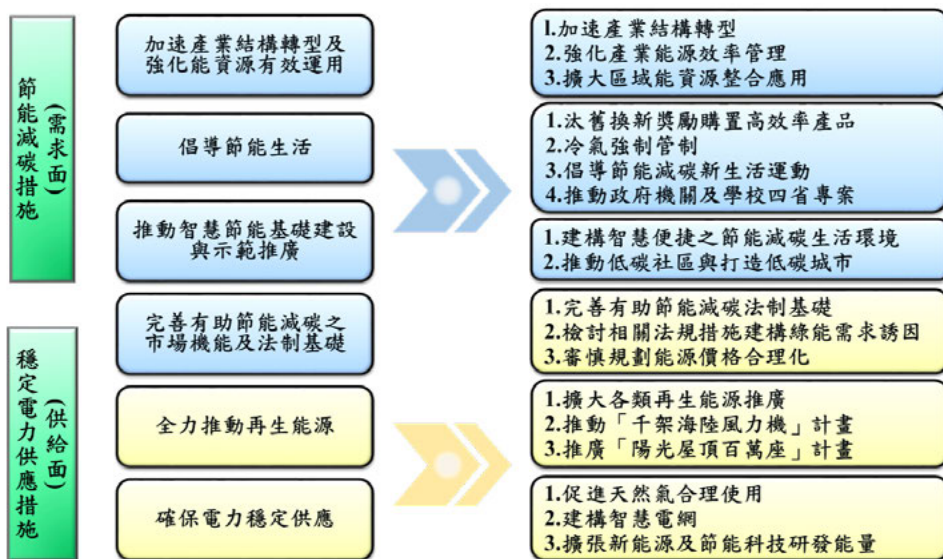 節能減碳措施
(需求面)
加速產業結構轉型及
強化能資源有效運用
1.加速產業結構轉型
2.強化產業能源效率管理
3.擴大區域能資源整合應用
倡導節能生活
1.汰舊換新獎勵購置高效率產品
2.冷氣強制管制
3.倡導節能減碳新生活運動
4.推動政府機關及學校四省專案
推動智慧節能基礎建設
與示範推廣
1.建構智慧便捷之節能減碳生活環境
2.推動低碳社區與打造低碳城市
完善有助節能減碳之
市場機能及法制基礎
1.完善有助節能減碳法制基礎
2.檢討相關法規措施建構綠能需求誘因
3.審慎規劃能源價格合理化
穩定電力供應措施
(供給面)
全力推動再生能源
1.擴大各類再生能源推廣
2.推動「千架海陸風力機」計畫
3.推廣「陽光屋頂百萬座」計畫
確保電力穩定供應
1.促進天然氣合理使用
2.建構智慧電網
3.擴張新能源及節能科技研發能量